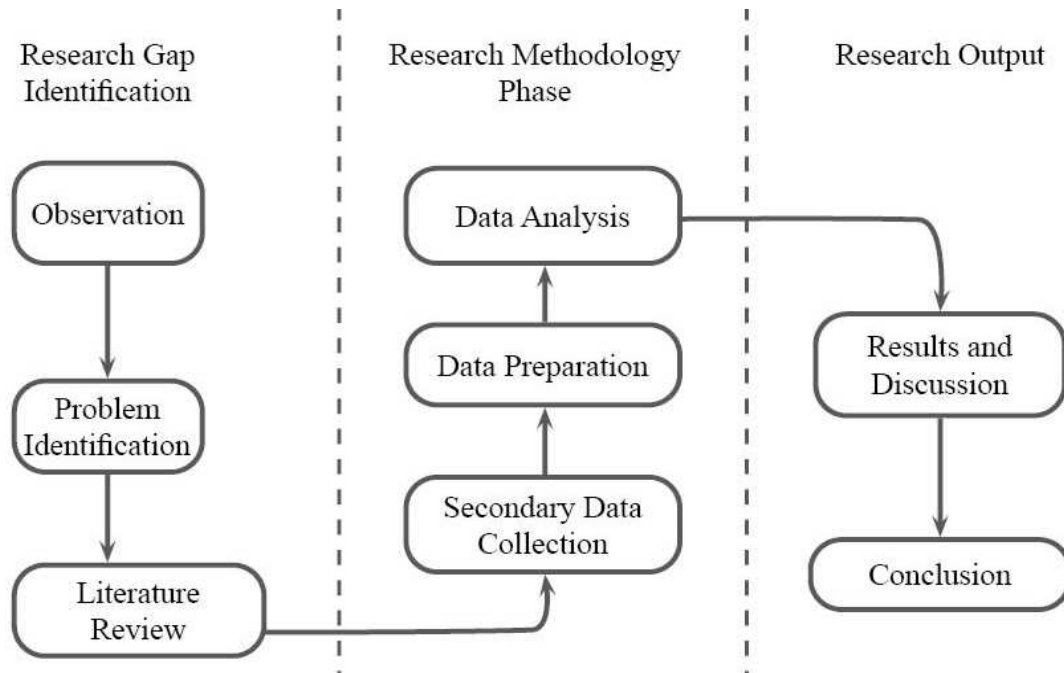 Research Gap
Identification
Observation
Problem
Identification
Literature
Review
Research Methodology
Phase
Data Analysis
Data Preparation
Secondary Data
Collection
Research Output
Results and
Discussion
Conclusion